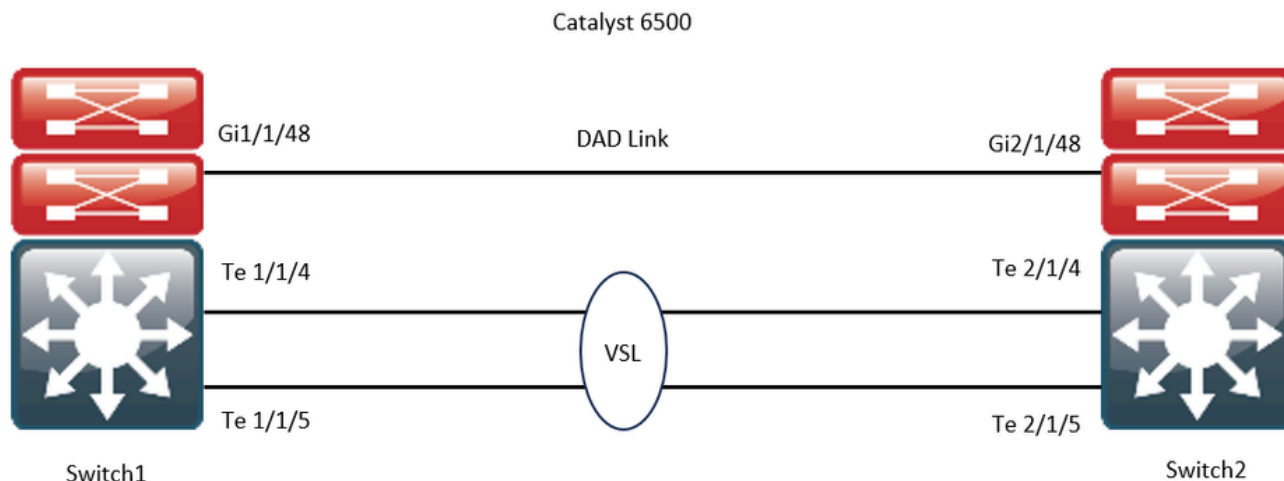 Catalyst 6500
Gi1/1/48
DAD Link
Gi2/1/48
Te 1/1/4
Te 2/1/4
VSL
Te 1/1/5
Te 2/1/5
Switch1
Switch2